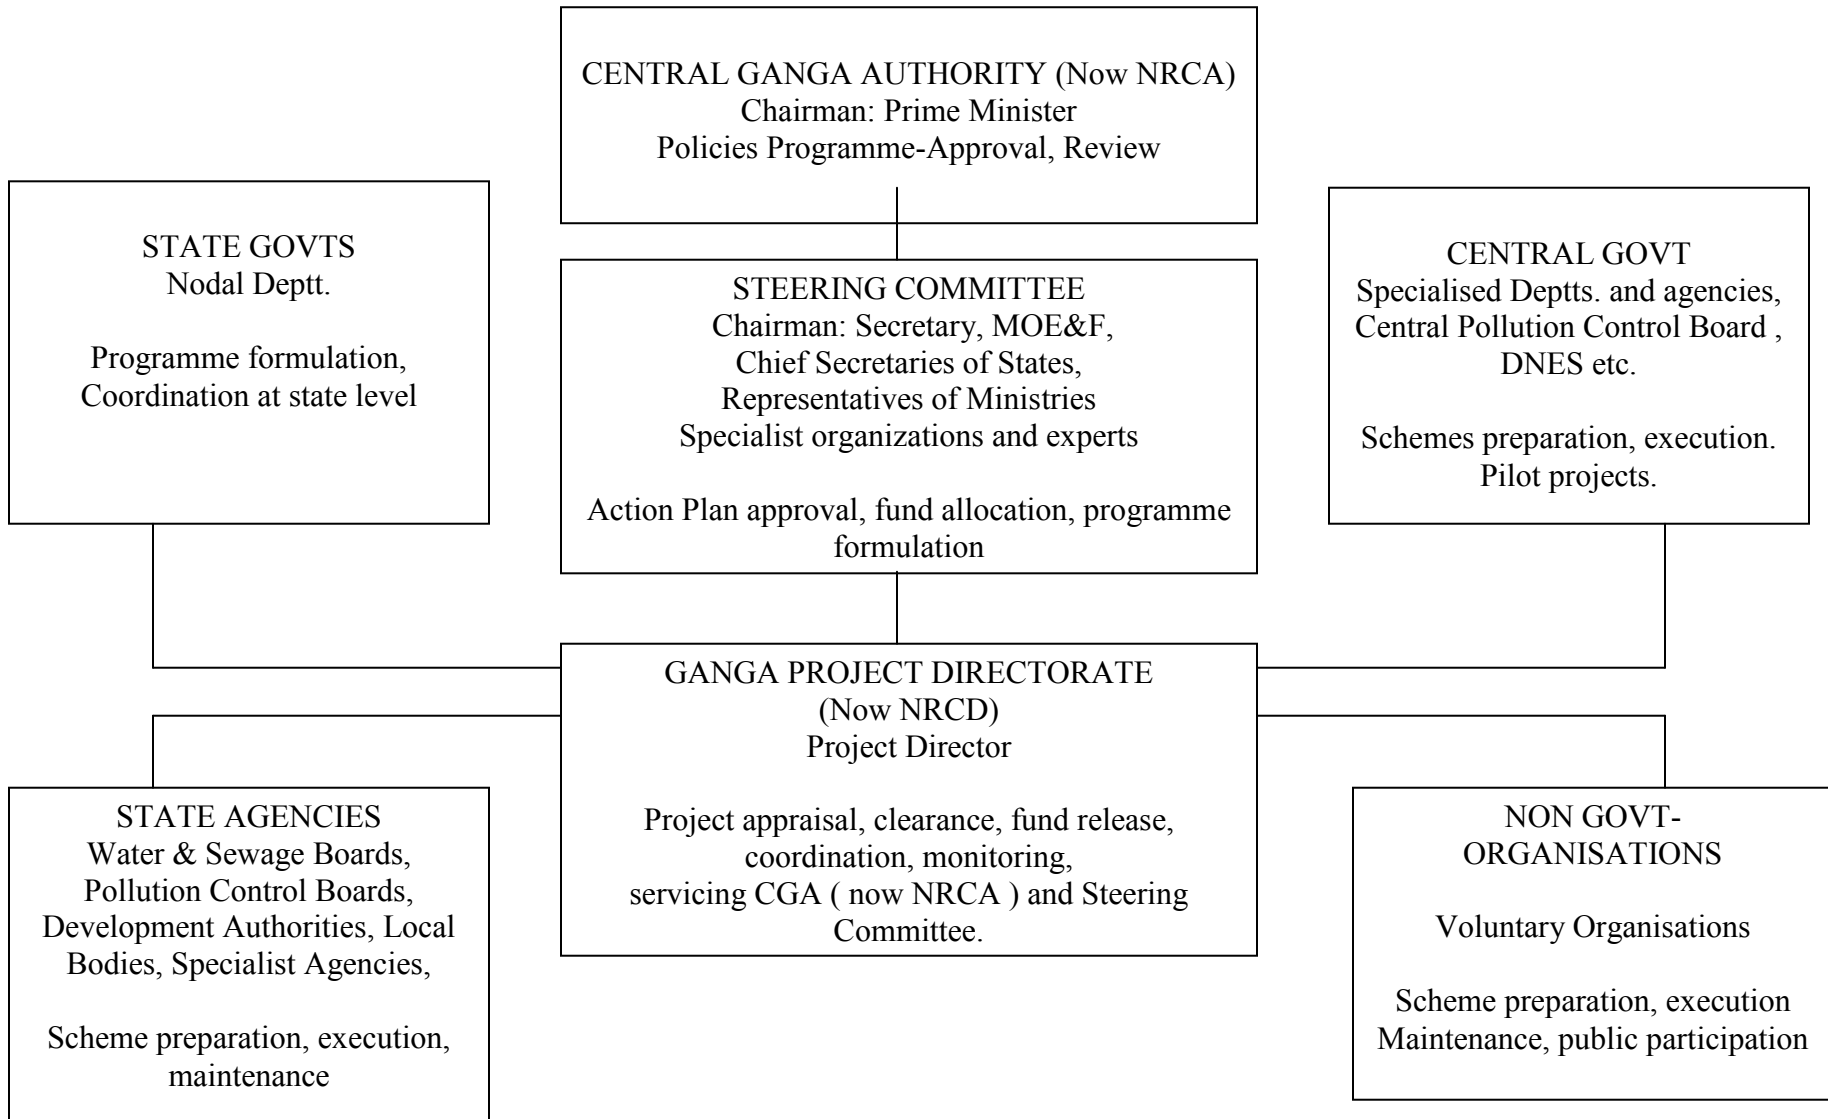 CENTRAL GANGA AUTHORITY (Now NRCA)
Chairman: Prime Minister
Policies Programme-Approval, Review
STATE GOVTS
Nodal Deptt.
Programme formulation,
Coordination at state level
STEERING COMMITTEE
Chairman: Secretary, MOE&F,
Chief Secretaries of States,
Representatives of Ministries
Specialist organizations and experts
Action Plan approval, fund allocation, programme
formulation
CENTRAL GOVT
Specialised Deptts. and agencies,
Central Pollution Control Board ,
DNES etc.
Schemes preparation, execution.
Pilot projects.
GANGA PROJECT DIRECTORATE
(Now NRCD)
Project Director
Project appraisal, clearance, fund release,
coordination, monitoring,
servicing CGA ( now NRCA ) and Steering
Committee.
STATE AGENCIES
Water & Sewage Boards,
Pollution Control Boards,
Development Authorities, Local
Bodies, Specialist Agencies,
Scheme preparation, execution,
maintenance
NON GOVT-
ORGANISATIONS
Voluntary Organisations
Scheme preparation, execution
Maintenance, public participation